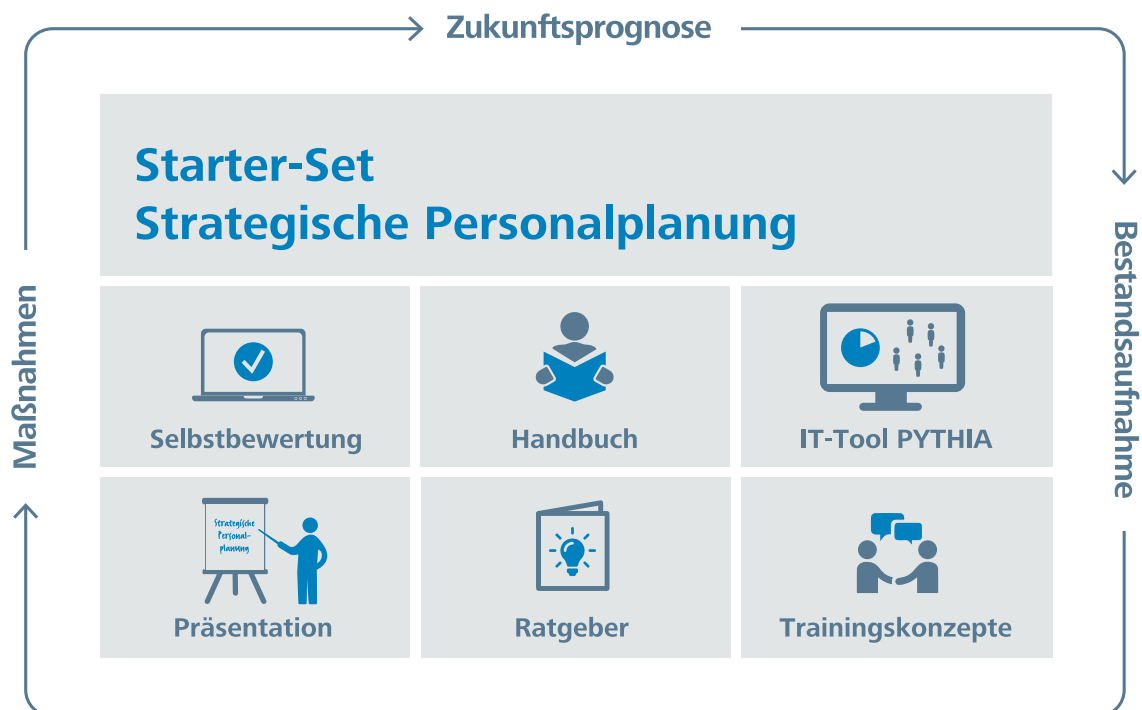 Zukunftsprognose
Starter-Set
Strategische Personalplanung
Bestandsaufnahme
Maßnahmen
Selbstbewertung
Handbuch
IT-Tool PYTHIA
Strategische
Personal-
planung
Präsentation
Ratgeber
Trainingskonzepte